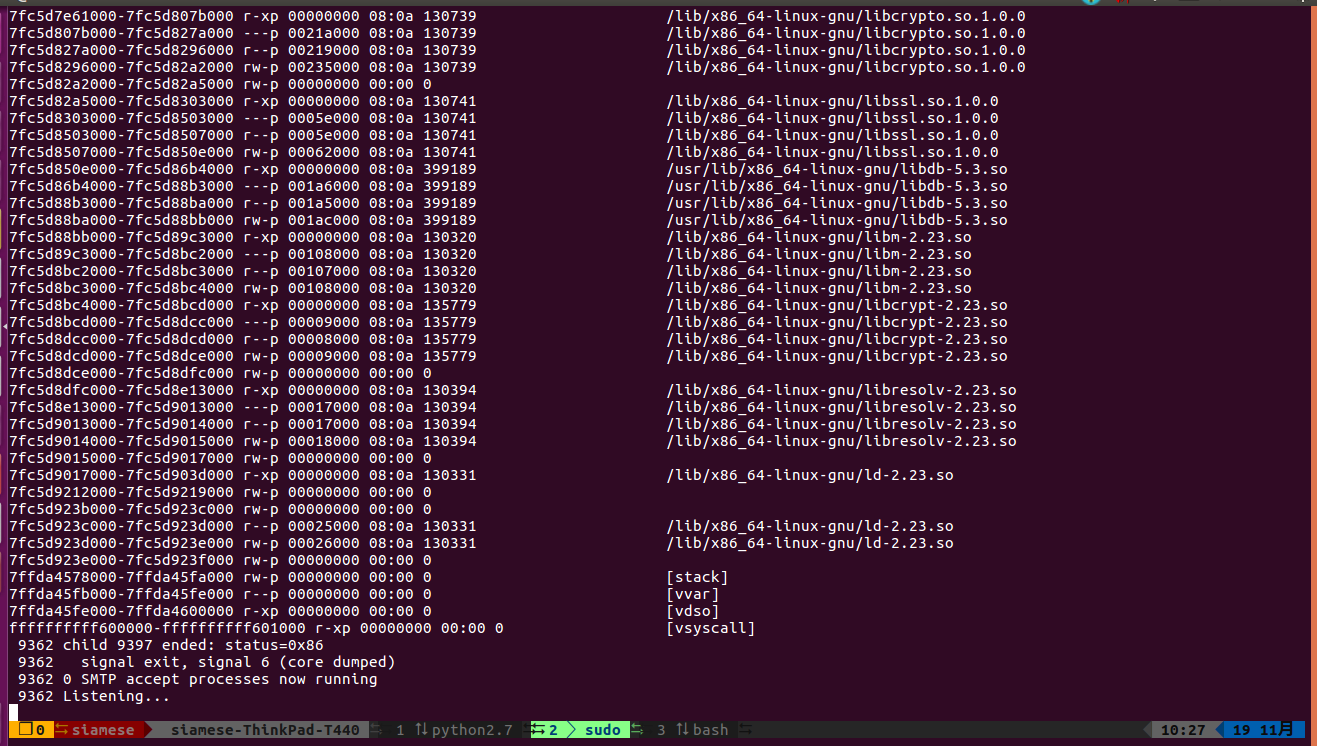 7fc5d7e61000-7fc5d807b000 r-xp 00000000 08:0a 130739 /lib/x86_64-linux-gnu/libcrypto.so.1.0.0
7fc5d807b000-7fc5d827a000 ---p 0021a000 08:0a 130739 /lib/x86_64-linux-gnu/libcrypto.so.1.0.0
7fc5d827a000-7fc5d8296000 r--p 00219000 08:0a 130739 /lib/x86_64-linux-gnu/libcrypto.so.1.0.0
7fc5d8296000-7fc5d82a2000 rw-p 00235000 08:0a 130739 /lib/x86_64-linux-gnu/libcrypto.so.1.0.0
7fc5d82a2000-7fc5d82a5000 rw-p 00000000 00:00 0
7fc5d82a5000-7fc5d8303000 r-xp 00000000 08:0a 130741 /lib/x86_64-linux-gnu/libssl.so.1.0.0
7fc5d8303000-7fc5d8503000 ---p 0005e000 08:0a 130741 /lib/x86_64-linux-gnu/libssl.so.1.0.0
7fc5d8503000-7fc5d8507000 r--p 0005e000 08:0a 130741 /lib/x86_64-linux-gnu/libssl.so.1.0.0
7fc5d8507000-7fc5d850e000 rw-p 00062000 08:0a 130741 /lib/x86_64-linux-gnu/libssl.so.1.0.0
7fc5d850e000-7fc5d86b4000 r-xp 00000000 08:0a 399189 /usr/lib/x86_64-linux-gnu/libdb-5.3.so
7fc5d86b4000-7fc5d88b3000 ---p 001a6000 08:0a 399189 /usr/lib/x86_64-linux-gnu/libdb-5.3.so
7fc5d88b3000-7fc5d88ba000 r--p 001a5000 08:0a 399189 /usr/lib/x86_64-linux-gnu/libdb-5.3.so
7fc5d88ba000-7fc5d88bb000 rw-p 001ac000 08:0a 399189 /usr/lib/x86_64-linux-gnu/libdb-5.3.so
7fc5d88bb000-7fc5d89c3000 r-xp 00000000 08:0a 130320 /lib/x86_64-linux-gnu/libm-2.23.so
7fc5d89c3000-7fc5d8bc2000 ---p 00108000 08:0a 130320 /lib/x86_64-linux-gnu/libm-2.23.so
7fc5d8bc2000-7fc5d8bc3000 r--p 00107000 08:0a 130320 /lib/x86_64-linux-gnu/libm-2.23.so
7fc5d8bc3000-7fc5d8bc4000 rw-p 00108000 08:0a 130320 /lib/x86_64-linux-gnu/libm-2.23.so
7fc5d8bc4000-7fc5d8bcd000 r-xp 00000000 08:0a 135779 /lib/x86_64-linux-gnu/libcrypt-2.23.so
7fc5d8bcd000-7fc5d8dcc000 ---p 00009000 08:0a 135779 /lib/x86_64-linux-gnu/libcrypt-2.23.so
7fc5d8dcc000-7fc5d8dcd000 r--p 00008000 08:0a 135779 /lib/x86_64-linux-gnu/libcrypt-2.23.so
7fc5d8dcd000-7fc5d8dce000 rw-p 00009000 08:0a 135779 /lib/x86_64-linux-gnu/libcrypt-2.23.so
7fc5d8dce000-7fc5d8dfc000 rw-p 00000000 00:00 0
7fc5d8dfc000-7fc5d8e13000 r-xp 00000000 08:0a 130394 /lib/x86_64-linux-gnu/libresolv-2.23.so
7fc5d8e13000-7fc5d9013000 ---p 00017000 08:0a 130394 /lib/x86_64-linux-gnu/libresolv-2.23.so
7fc5d9013000-7fc5d9014000 r--p 00017000 08:0a 130394 /lib/x86_64-linux-gnu/libresolv-2.23.so
7fc5d9014000-7fc5d9015000 rw-p 00018000 08:0a 130394 /lib/x86_64-linux-gnu/libresolv-2.23.so
7fc5d9015000-7fc5d9017000 rw-p 00000000 00:00 0
7fc5d9017000-7fc5d903d000 r-xp 00000000 08:0a 130331 /lib/x86_64-linux-gnu/ld-2.23.so
7fc5d9212000-7fc5d9219000 rw-p 00000000 00:00 0
7fc5d923b000-7fc5d923c000 rw-p 00000000 00:00 0
7fc5d923c000-7fc5d923d000 r--p 00025000 08:0a 130331 /lib/x86_64-linux-gnu/ld-2.23.so
7fc5d923d000-7fc5d923e000 rw-p 00026000 08:0a 130331 /lib/x86_64-linux-gnu/ld-2.23.so
7fc5d923e000-7fc5d923f000 rw-p 00000000 00:00 0
7ffda4578000-7ffda45fa000 rw-p 00000000 00:00 0 [stack]
7ffda45fb000-7ffda45fe000 r--p 00000000 00:00 0 [vvar]
7ffda45fe000-7ffda4600000 r-xp 00000000 00:00 0 [vdso]
ffffffffff600000-ffffffffff601000 r-xp 00000000 00:00 0 [vsyscall]
9362 child 9397 ended: status=0x86
9362 signal exit, signal 6 (core dumped)
9362 0 SMTP accept processes now running
9362 Listening...
0 siamese siamese-ThinkPad-T440 1 python2.7 2 sudo 3 bash 10:27 19 11月